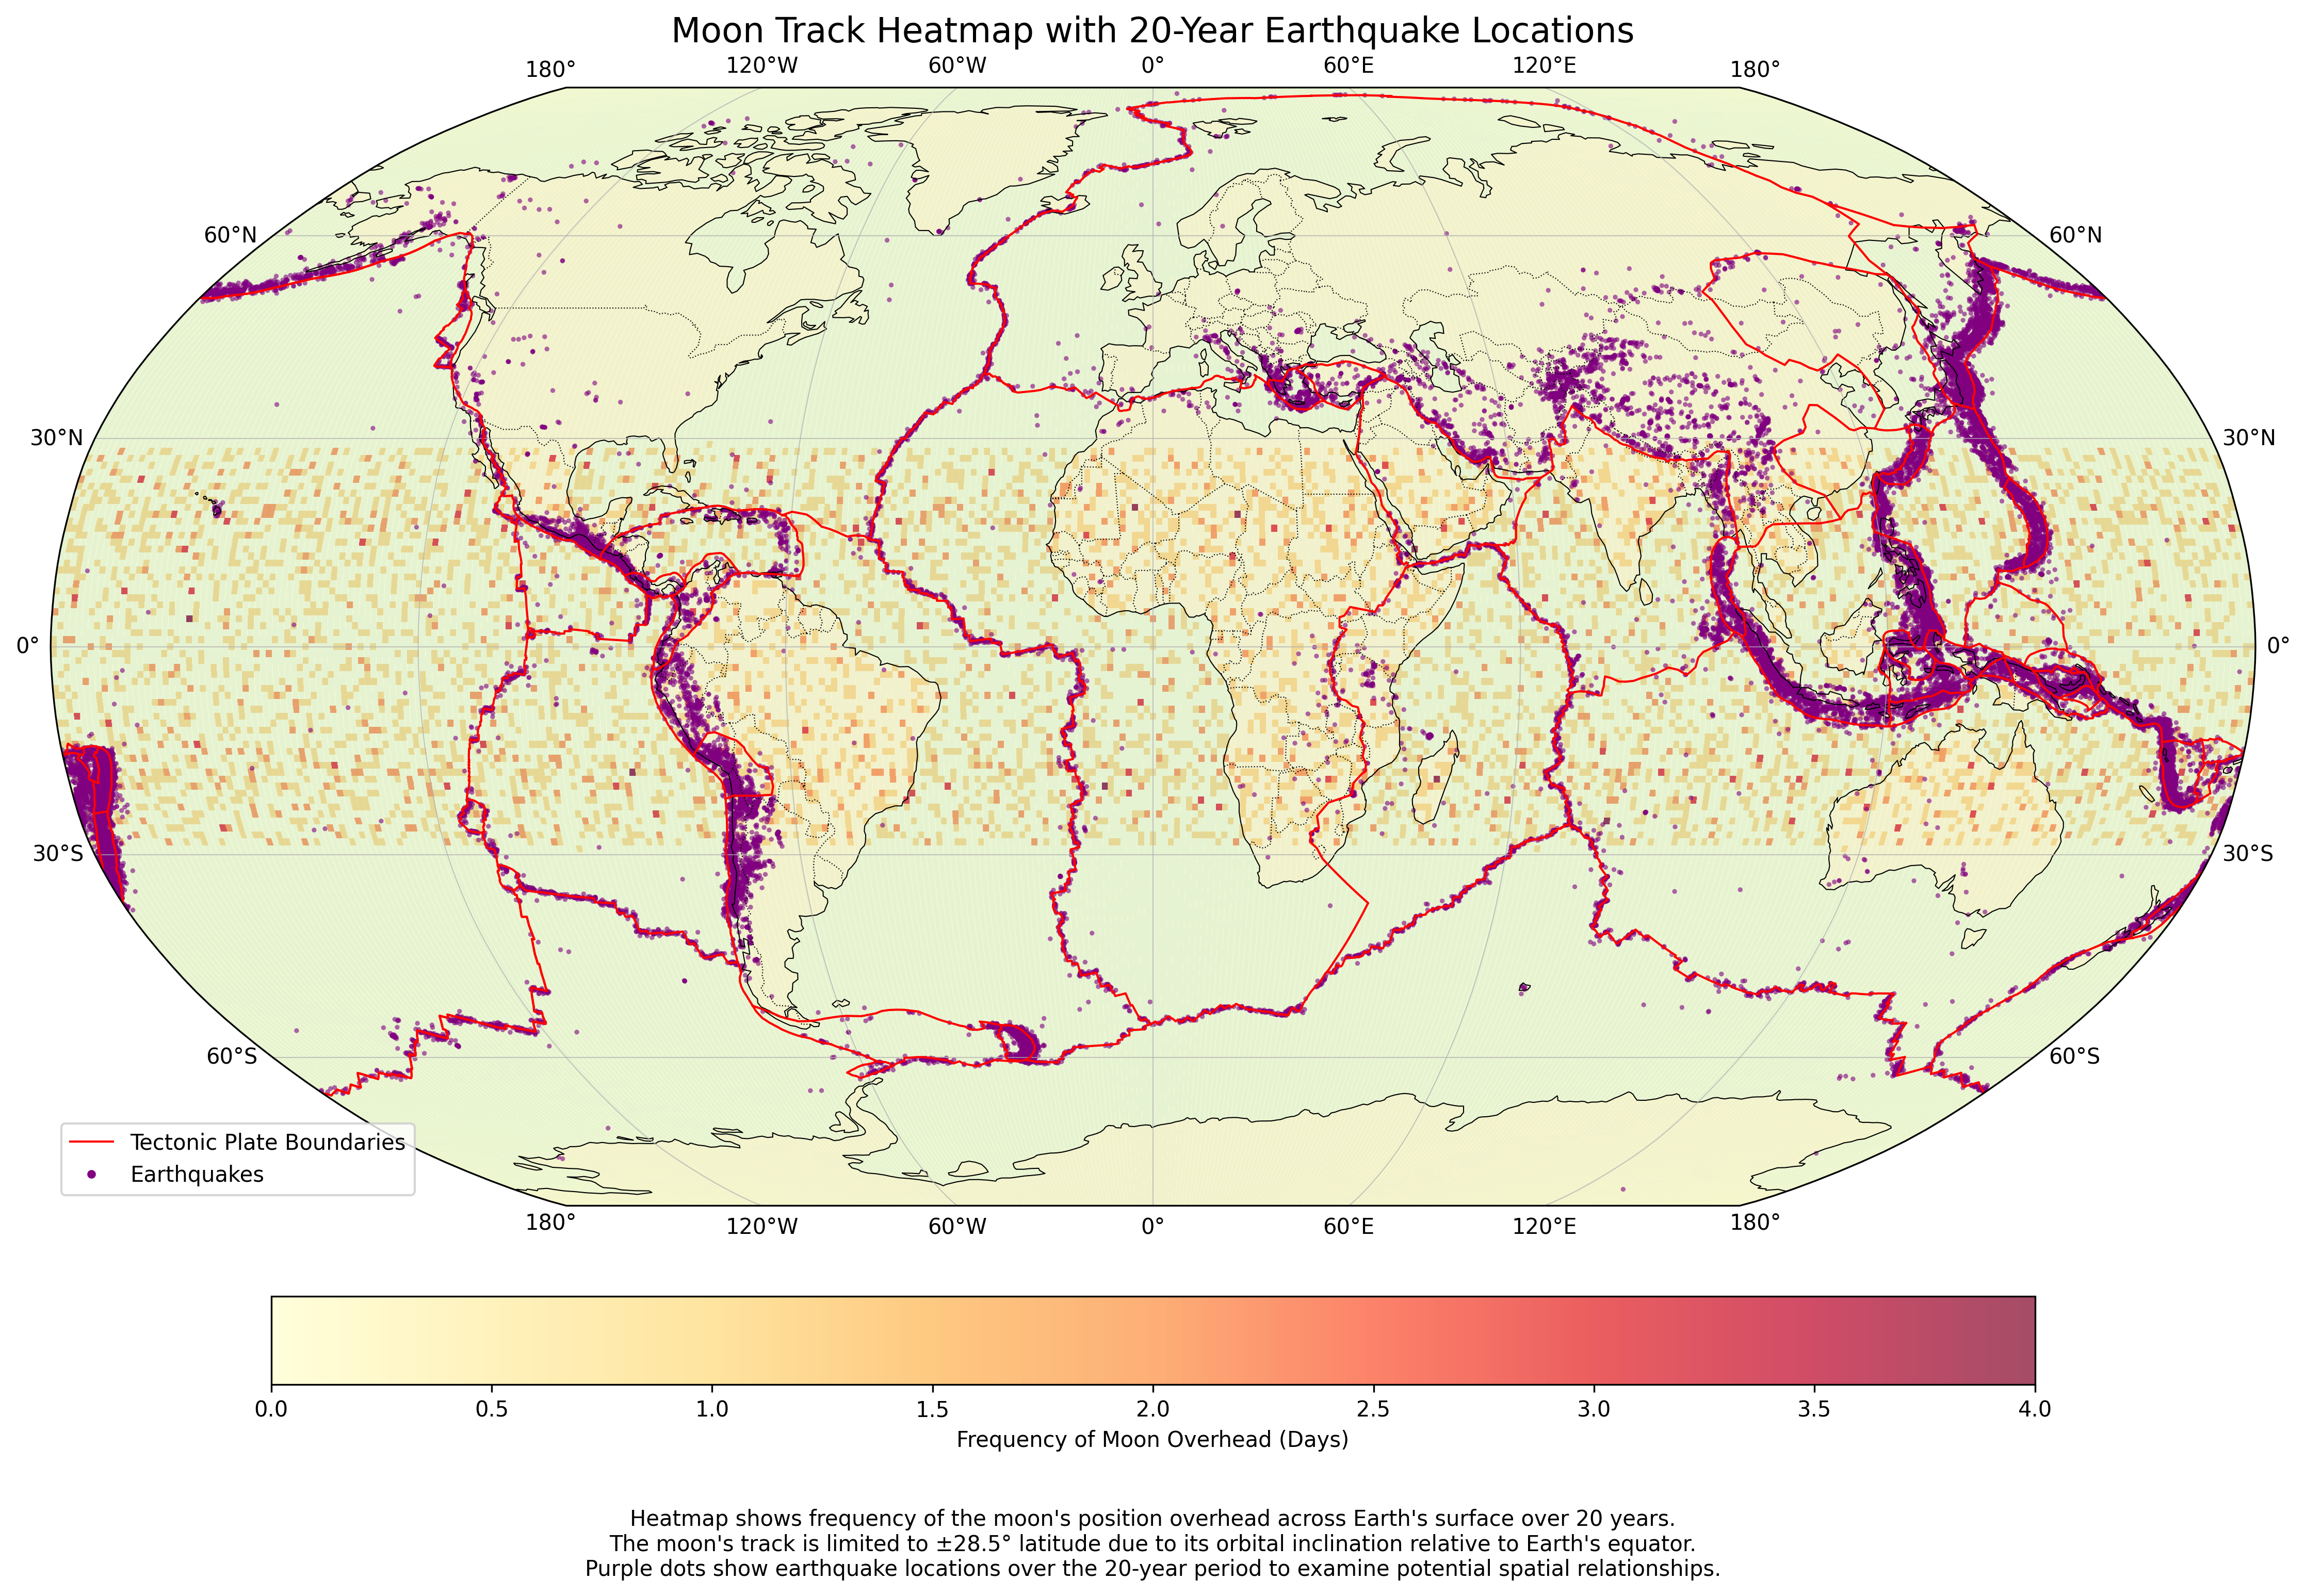 Moon Track Heatmap with 20-Year Earthquake Locations
180° 120°W 60°W 0° 60°E 120°E 180°
60°N 60°N
30°N 30°N
0° 0°
30°S 30°S
60°S 60°S
Tectonic Plate Boundaries
Earthquakes
180° 120°W 60°W 0° 60°E 120°E 180°
0.0 0.5 1.0 1.5 2.0 2.5 3.0 3.5 4.0
Frequency of Moon Overhead (Days)
Heatmap shows frequency of the moon's position overhead across Earth's surface over 20 years.
The moon's track is limited to ±28.5° latitude due to its orbital inclination relative to Earth's equator.
Purple dots show earthquake locations over the 20-year period to examine potential spatial relationships.